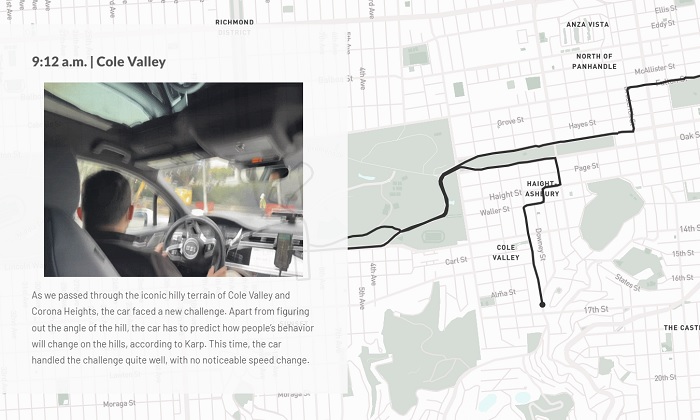 RICHMOND
DISTRICT
ANZA VISTA
Ellis St
Eddy St
NORTH OF
PANHANDLE
McAllister St
9:12 a.m. | Cole Valley
4th Ave
Grove St
Hayes St
Oak S
Page St
HAIGHT
ASHBURY
Haight St
Waller St
Downey St
14th S
COLE
VALLEY
15th St
Carl St
4th Ave
5th Ave
States St
16th St
Alma St
17th St
As we passed through the iconic hilly terrain of Cole Valley and
Corona Heights, the car faced a new challenge. Apart from figuring
out the angle of the hill, the car has to predict how people's behavior
will change on the hills, according to Karp. This time, the car
handled the challenge quite well, with no noticeable speed change.
THE CAST
20th St
Moraga St
Moraga St